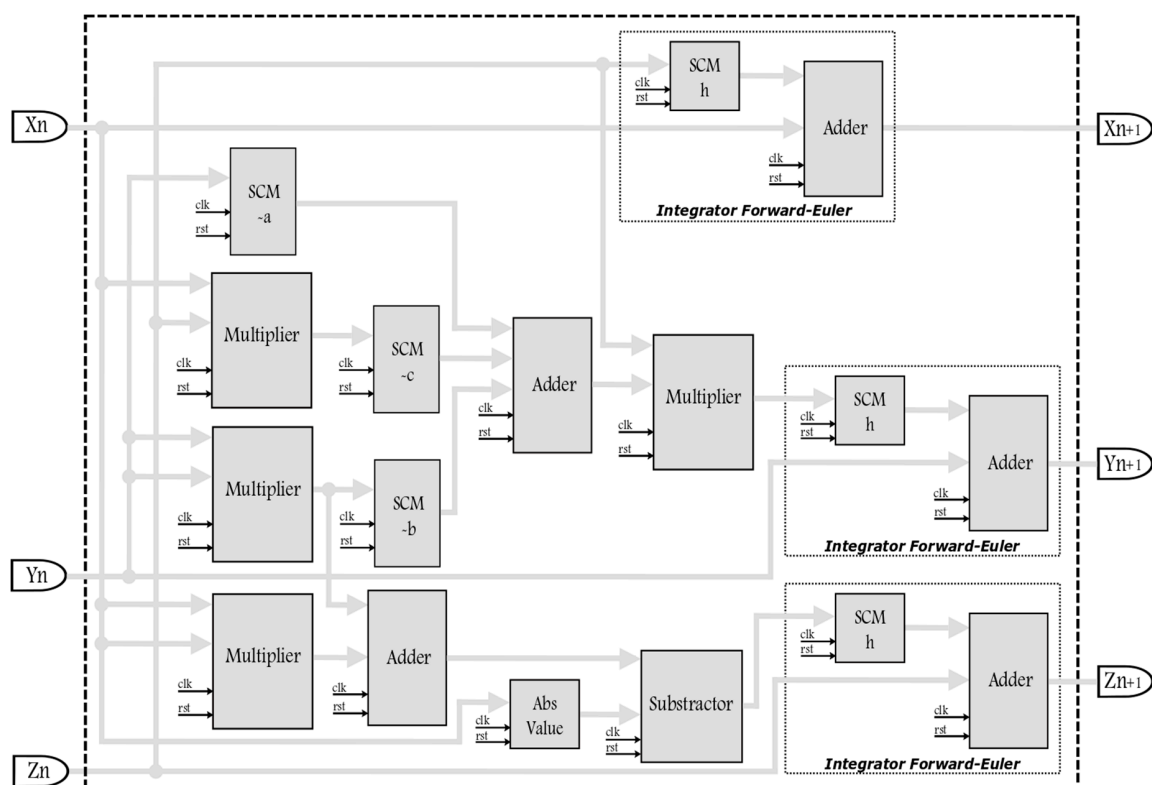 SCM
h
clk
rst
Adder
clk
rst
Integrator Forward-Euler
Xn
Xn+1
SCM
-a
clk
rst
Multiplier
clk
rst
SCM
-c
clk
rst
Adder
clk
rst
Multiplier
clk
rst
SCM
h
clk
rst
Adder
clk
rst
Integrator Forward-Euler
Yn+1
Multiplier
clk
rst
SCM
-b
clk
rst
Yn
Multiplier
clk
rst
Adder
clk
rst
Abs
Value
clk
rst
Substractor
clk
rst
SCM
h
clk
rst
Adder
clk
rst
Integrator Forward-Euler
Zn+1
Zn